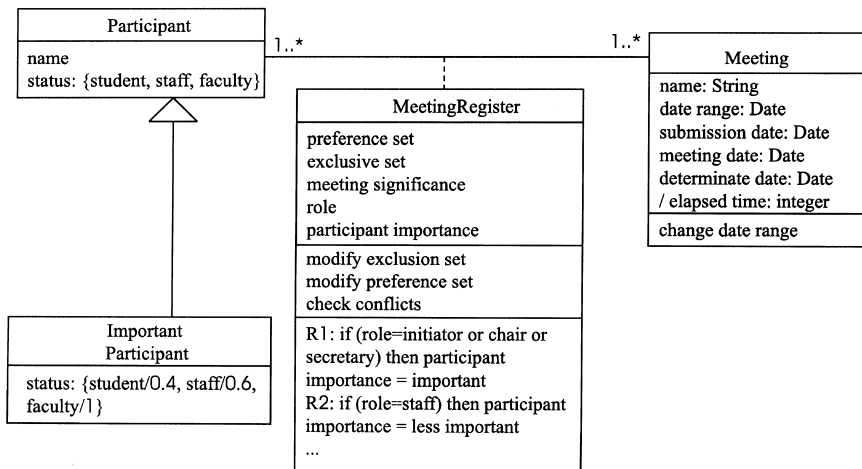 Participant
name
status: {student, staff, faculty}
1..*
1..*
Meeting
name: String
date range: Date
submission date: Date
meeting date: Date
determinate date: Date
/ elapsed time: integer
change date range
MeetingRegister
preference set
exclusive set
meeting significance
role
participant importance
modify exclusion set
modify preference set
check conflicts
R1: if (role=initiator or chair or
secretary) then participant
importance = important
R2: if (role=staff) then participant
importance = less important
...
Important
Participant
status: {student/0.4, staff/0.6,
faculty/1}